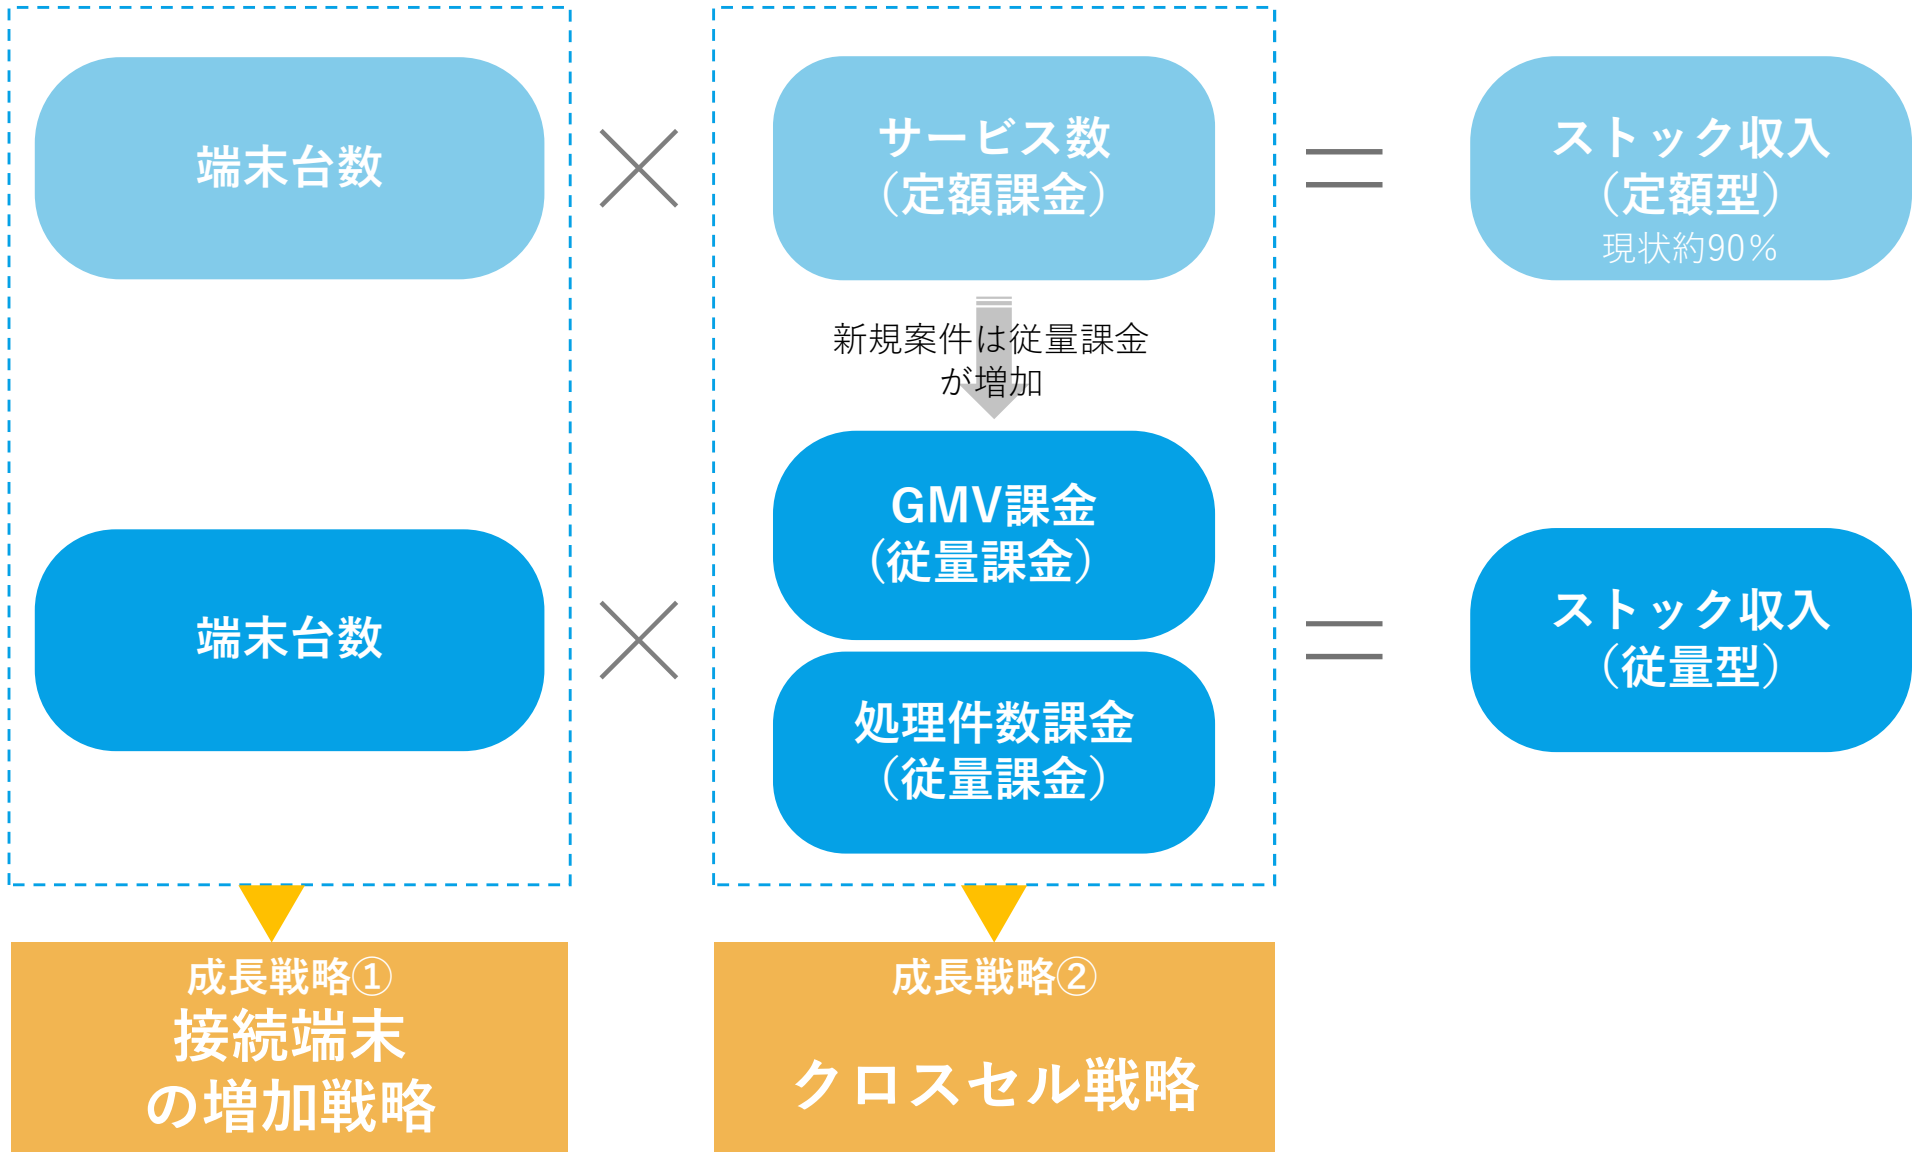 端末台数
サービス数
（定額課金）
ストック収入
（定額型）
現状約90％
新規案件は従量課金
が増加
端末台数
GMV課金
（従量課金）
処理件数課金
（従量課金）
ストック収入
（従量型）
成長戦略①
接続端末
の増加戦略
成長戦略②
クロスセル戦略